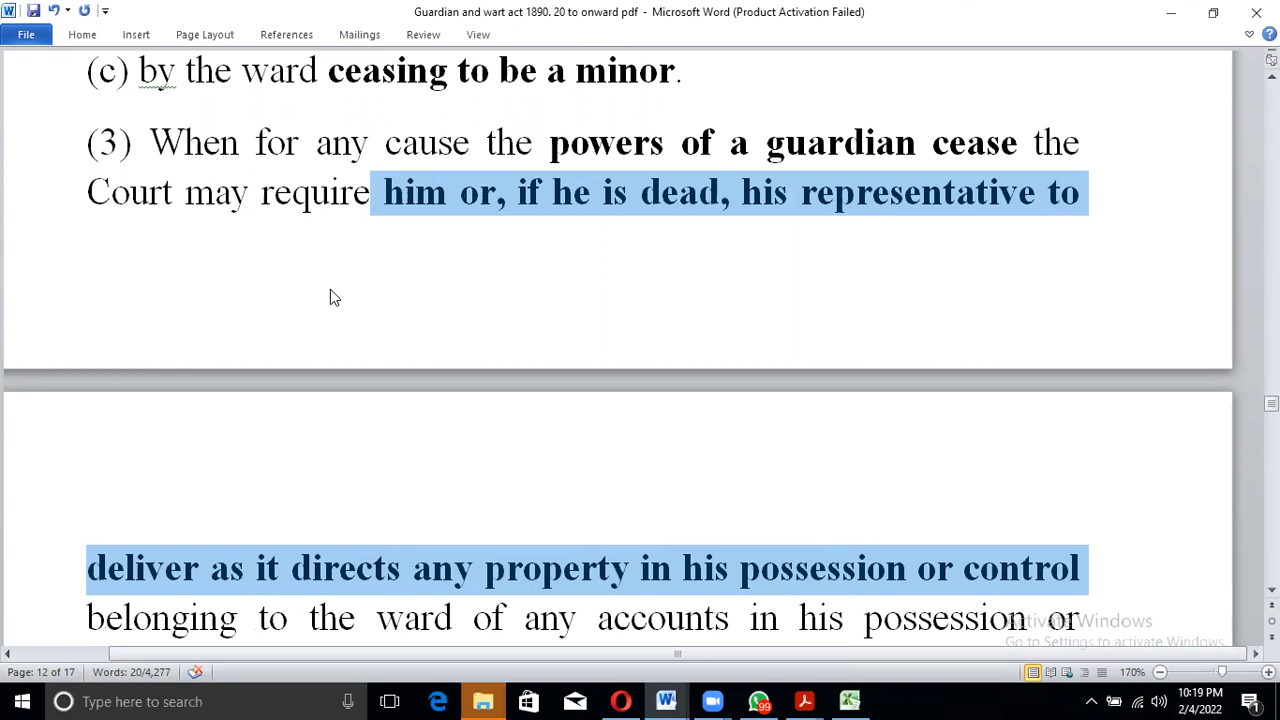 Guardian and wart act 1890. 20 to onward pdf - Microsoft Word (Product Activation Failed)
File Home Insert Page Layout References Mailings Review View
(c) by the ward ceasing to be a minor.
(3) When for any cause the powers of a guardian cease the
Court may require him or, if he is dead, his representative to
deliver as it directs any property in his possession or control
belonging to the ward of any accounts in his possession or
Activate Windows
Go to Settings to activate Windows.
Page: 12 of 17 Words: 20/4,277 170%
Type here to search 99 10:19 PM
2/4/2022 1